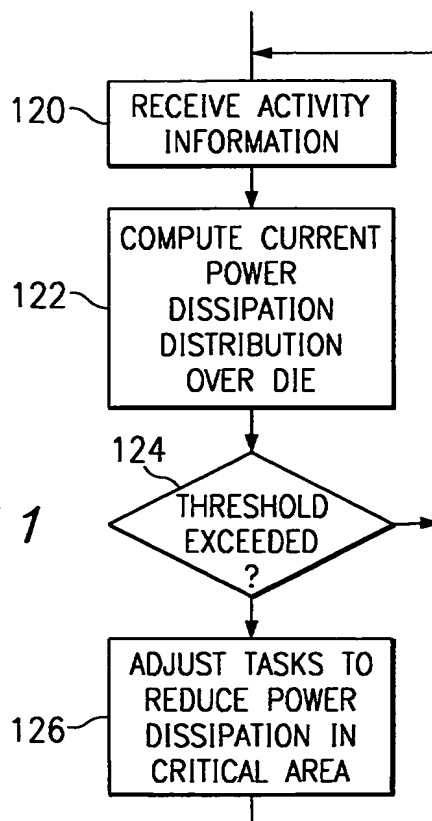 120
RECEIVE ACTIVITY
INFORMATION
122
COMPUTE CURRENT
POWER
DISSIPATION
DISTRIBUTION
OVER DIE
124
THRESHOLD
EXCEEDED
?
1
126
ADJUST TASKS TO
REDUCE POWER
DISSIPATION IN
CRITICAL AREA